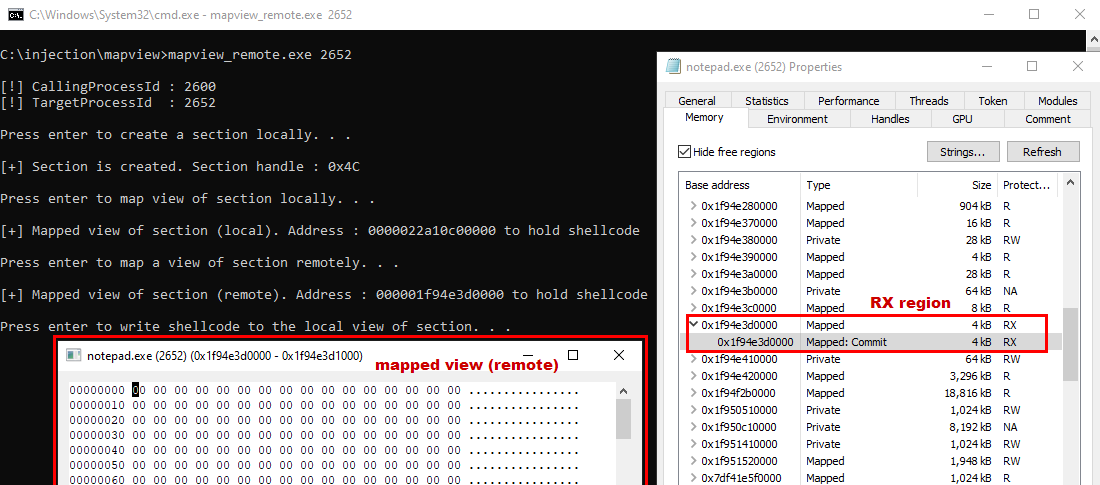 C:\Windows\System32\cmd.exe - mapview_remote.exe 2652
C:\injection\mapview>mapview_remote.exe 2652
[!] CallingProcessId : 2600
[!] TargetProcessId  : 2652
Press enter to create a section locally. . .
[+] Section is created. Section handle : 0x4C
Press enter to map view of section locally. . .
[+] Mapped view of section (local). Address : 0000022a10c00000 to hold shellcode
Press enter to map a view of section remotely. . .
[+] Mapped view of section (remote). Address : 000001f94e3d0000 to hold shellcode
Press enter to write shellcode to the local view of section. . .
notepad.exe (2652) (0x1f94e3d0000 - 0x1f94e3d1000)
mapped view (remote)
00000000 00 00 00 00 00 00 00 00 00 00 00 00 00 00 00 00 ................
00000010 00 00 00 00 00 00 00 00 00 00 00 00 00 00 00 00 ................
00000020 00 00 00 00 00 00 00 00 00 00 00 00 00 00 00 00 ................
00000030 00 00 00 00 00 00 00 00 00 00 00 00 00 00 00 00 ................
00000040 00 00 00 00 00 00 00 00 00 00 00 00 00 00 00 00 ................
00000050 00 00 00 00 00 00 00 00 00 00 00 00 00 00 00 00 ................
00000060 00 00 00 00 00 00 00 00 00 00 00 00 00 00 00 00 ................
notepad.exe (2652) Properties
General Statistics Performance Threads Token Modules
Memory Environment Handles GPU Comment
Hide free regions Strings... Refresh
Base address Type Size Protect...
0x1f94e280000 Mapped 904 kB R
0x1f94e370000 Mapped 16 kB R
0x1f94e380000 Private 28 kB RW
0x1f94e390000 Mapped 4 kB R
0x1f94e3a0000 Mapped 28 kB R
0x1f94e3b0000 Private 64 kB NA
0x1f94e3c0000 Mapped 8 kB R
RX region
0x1f94e3d0000 Mapped 4 kB RX
0x1f94e3d0000 Mapped: Commit 4 kB RX
0x1f94e410000 Private 64 kB RW
0x1f94e420000 Mapped 3,296 kB R
0x1f94f2b0000 Mapped 18,816 kB R
0x1f950510000 Private 1,024 kB RW
0x1f950c10000 Private 8,192 kB NA
0x1f951410000 Private 1,024 kB RW
0x1f951520000 Mapped 1,948 kB RW
0x7df41e5f0000 Mapped 1,024 kB R